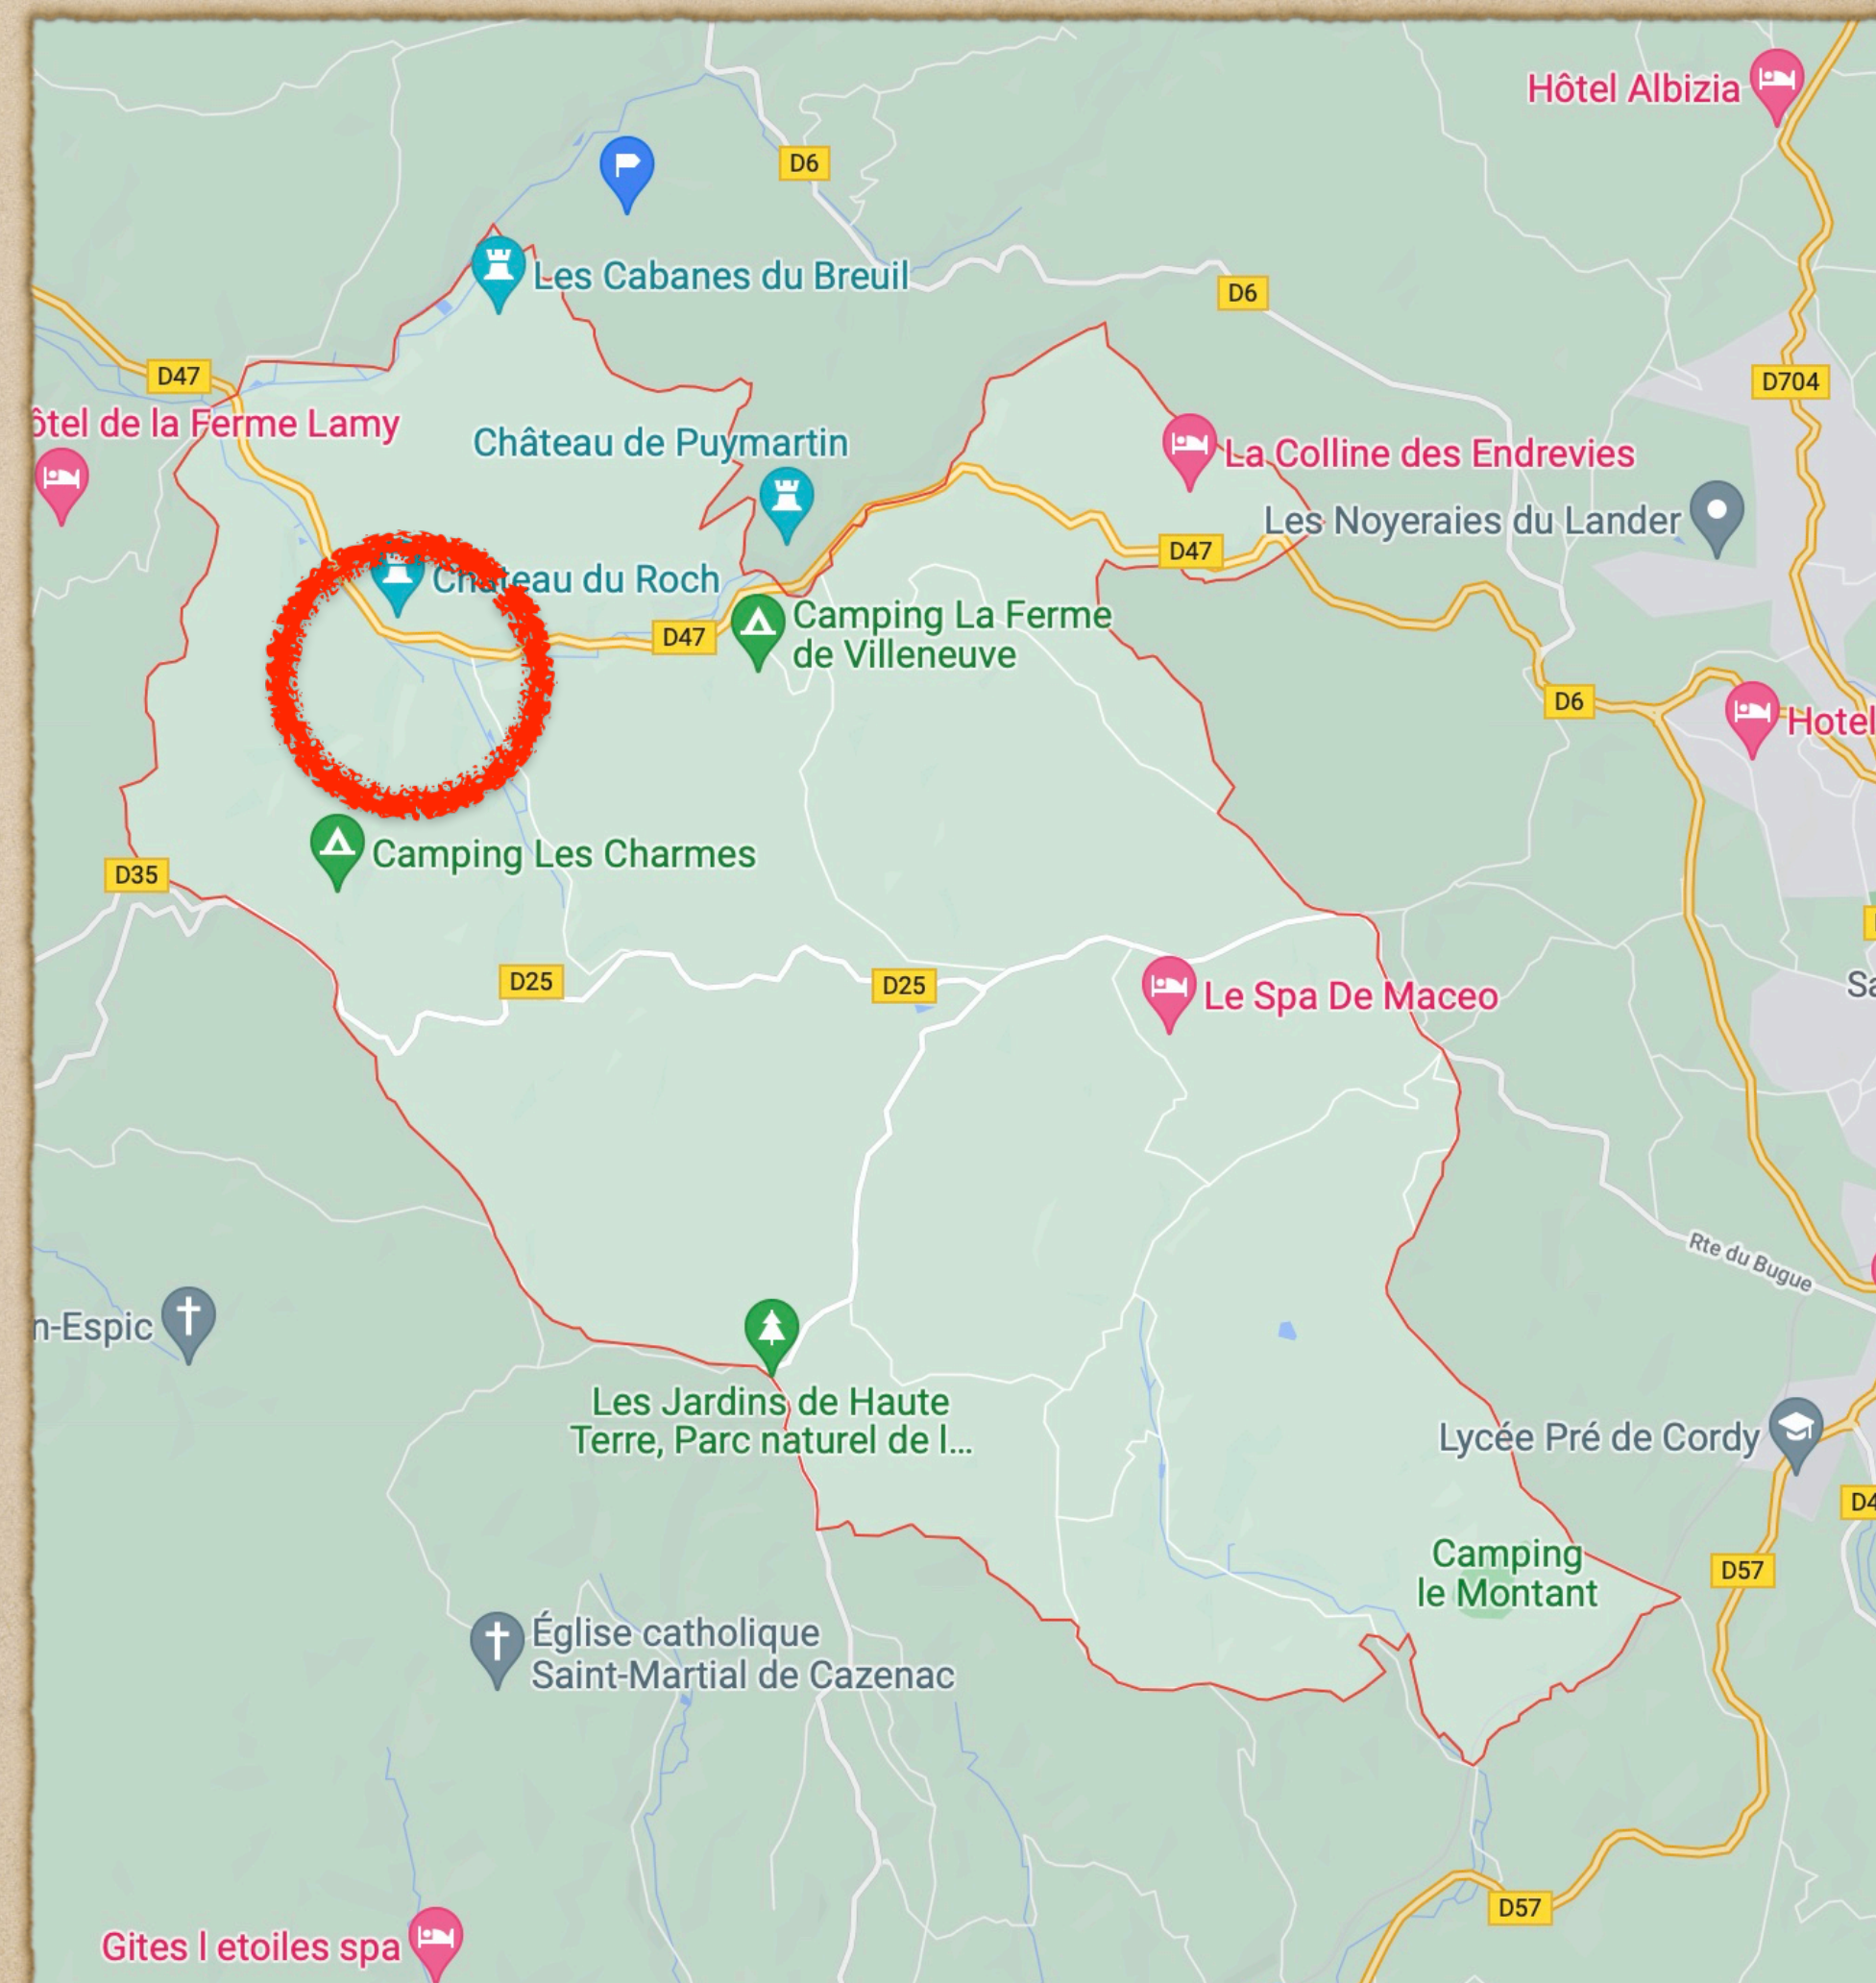 Hôtel Albizia
D6
Les Cabanes du Breuil
D6
D47
D704
ôtel de la Ferme Lamy
Château de Puymartin
La Colline des Endrevies
Les Noyeraies du Lander
D47
Château du Roch
Camping La Ferme
de Villeneuve
D47
D6
Hotel
Camping Les Charmes
D35
D25
D25
Sa
Le Spa De Maceo
Rte du Bugue
n-Espic
Les Jardins de Haute
Terre, Parc naturel de l...
Lycée Pré de Cordy
D4
Camping
le Montant
D57
Église catholique
Saint-Martial de Cazenac
D57
Gites l etoiles spa